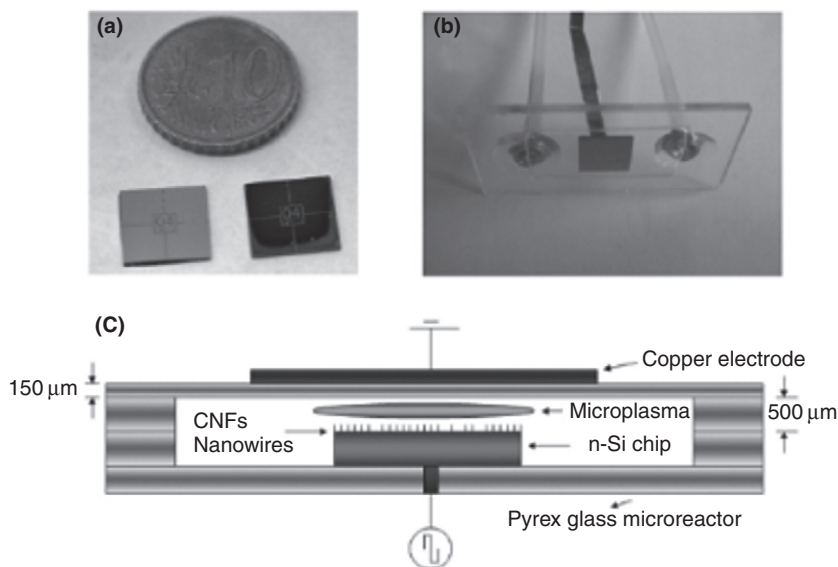 (a)
10
04
(b)
(C)
Copper electrode
150 μm
CNFs
Nanowires
Microplasma
500 μm
n-Si chip
Pyrex glass microreactor